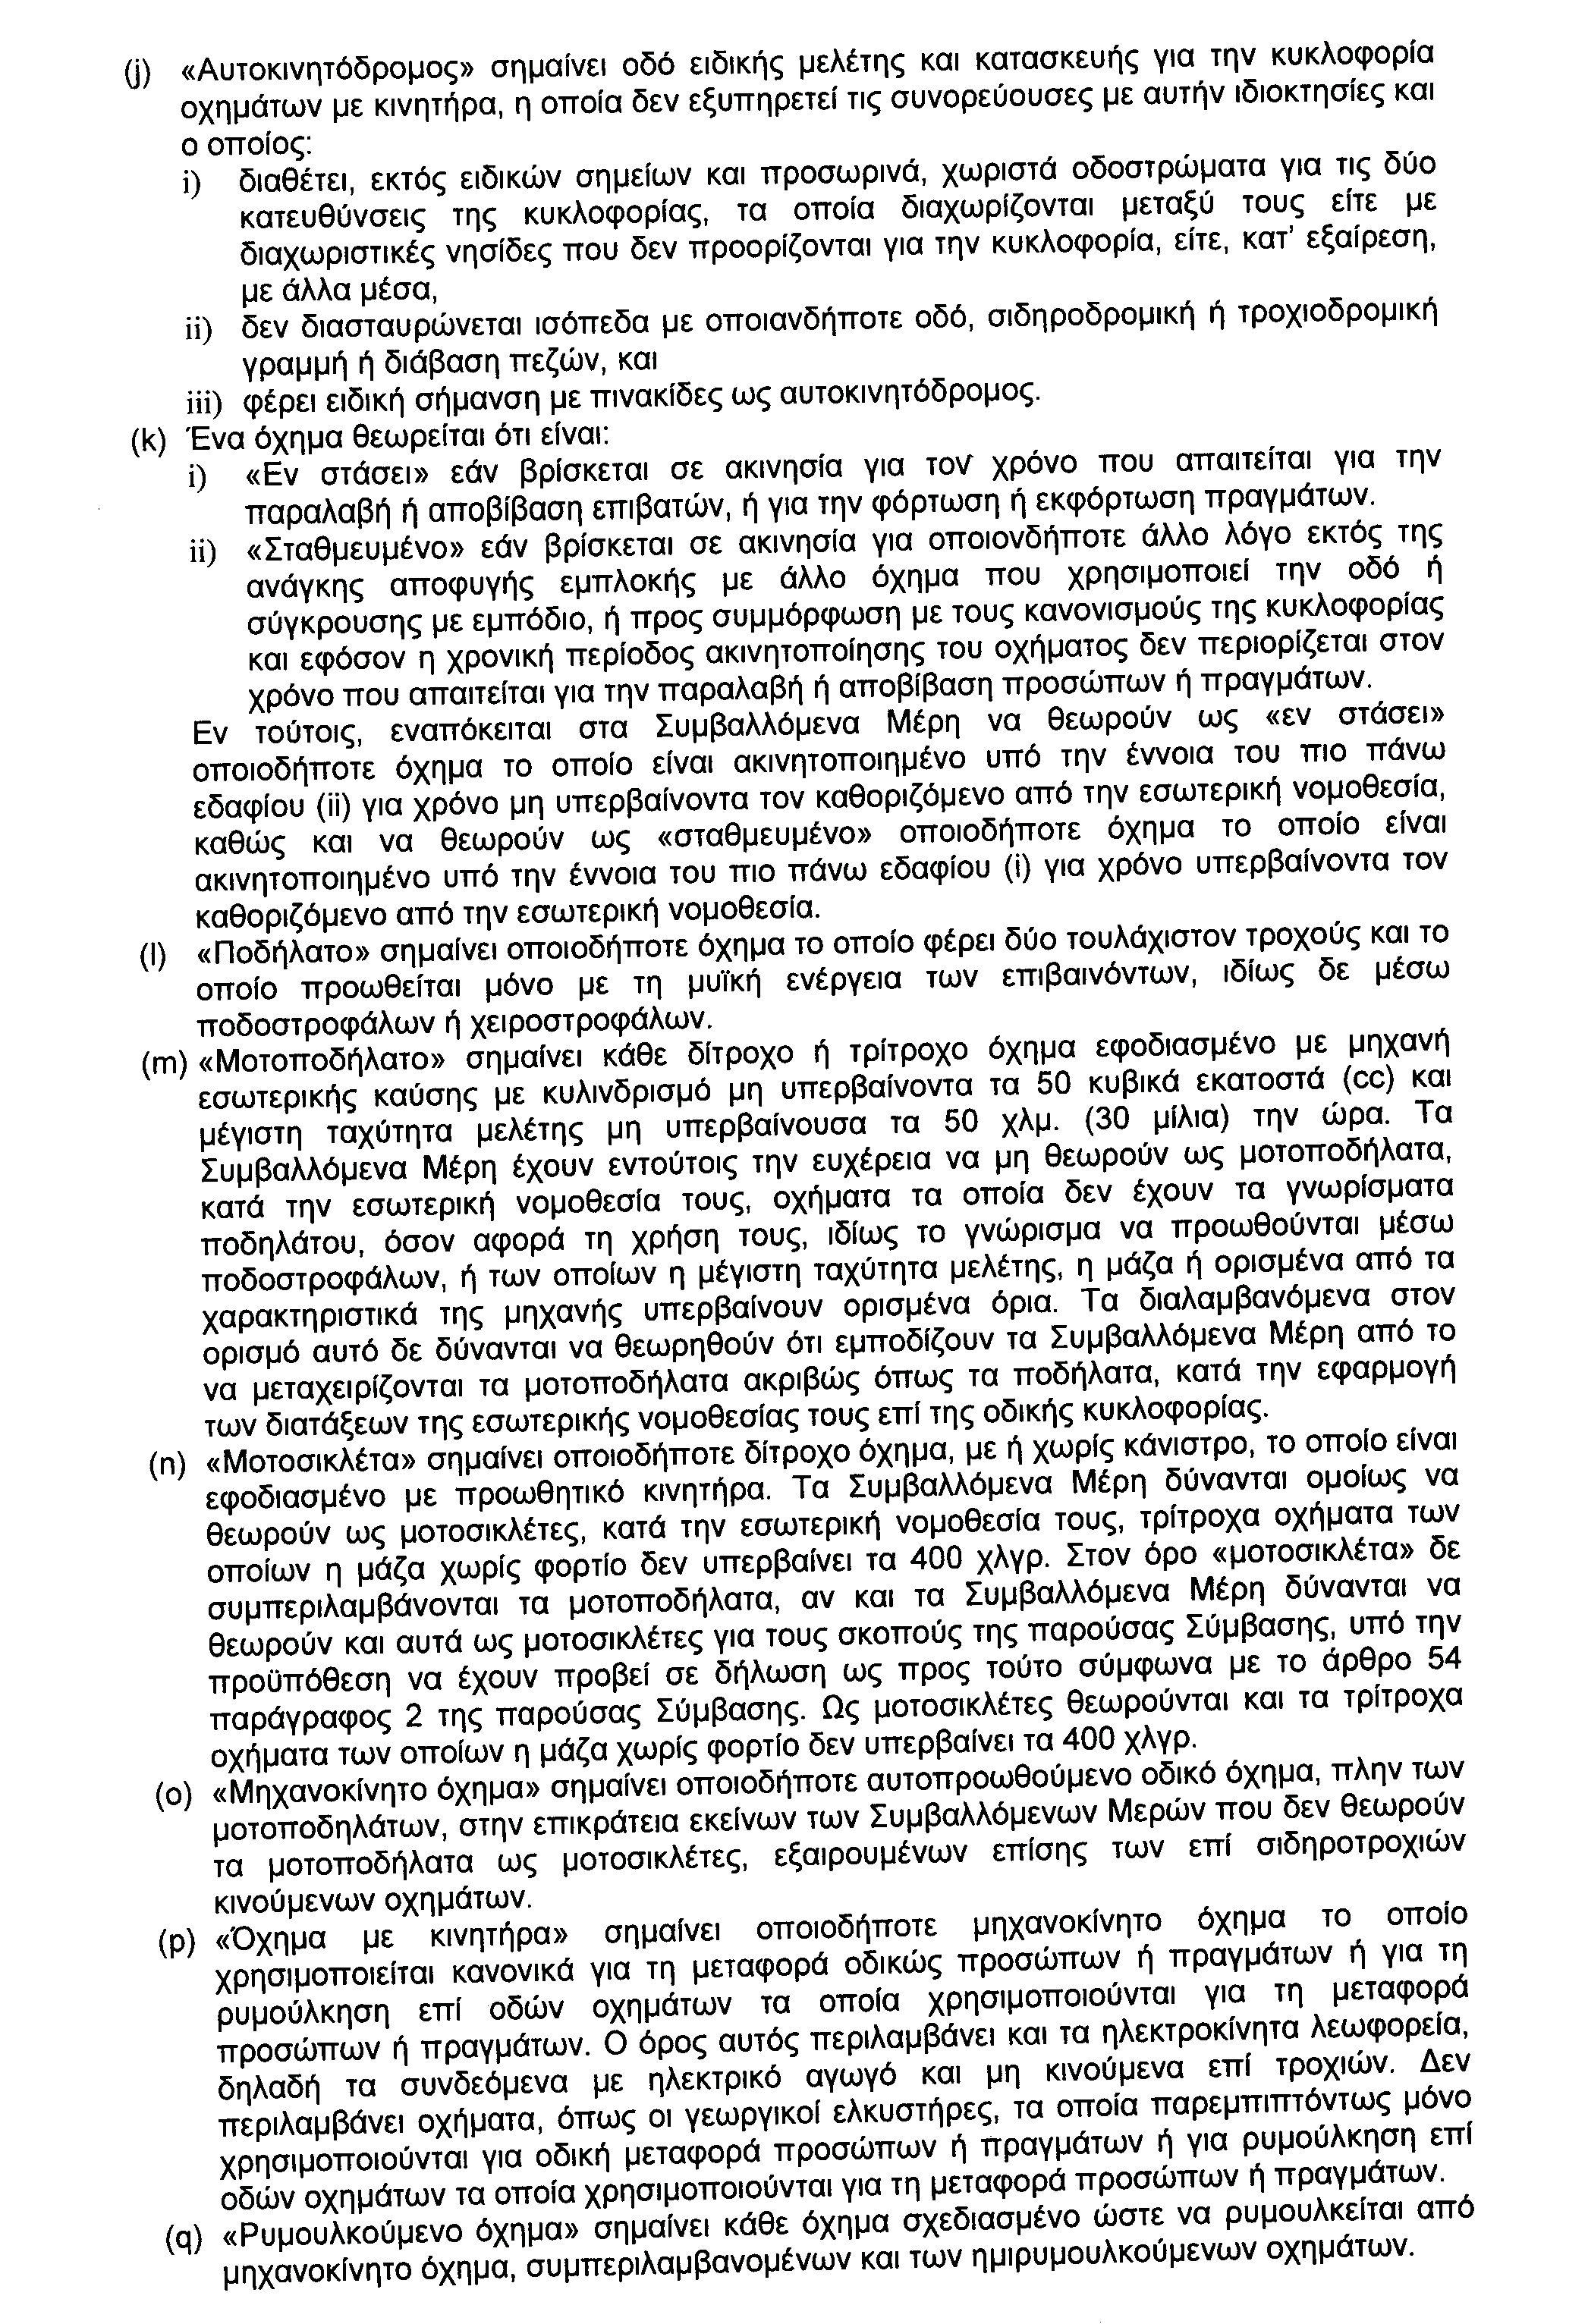 (j) «Αυτοκινητόδρομος» σημαίνει οδό ειδικής μελέτης και κατασκευής για την κυκλοφορία
οχημάτων με κινητήρα, η οποία δεν εξυπηρετεί τις συνορεύουσες με αυτήν ιδιοκτησίες και
ο οποίος:
i) διαθέτει, εκτός ειδικών σημείων και προσωρινά, χωριστά οδοστρώματα για τις δύο
κατευθύνσεις της κυκλοφορίας, τα οποία διαχωρίζονται μεταξύ τους είτε με
διαχωριστικές νησίδες που δεν προορίζονται για την κυκλοφορία, είτε, κατ' εξαίρεση,
με άλλα μέσα,
ii) δεν διασταυρώνεται ισόπεδα με οποιανδήποτε οδό, σιδηροδρομική ή τροχιοδρομική
γραμμή ή διάβαση πεζών, και
iii) φέρει ειδική σήμανση με πινακίδες ως αυτοκινητόδρομος.
(k) Ένα όχημα θεωρείται ότι είναι:
i) «Εν στάσει» εάν βρίσκεται σε ακινησία για τον χρόνο που απαιτείται για την
παραλαβή ή αποβίβαση επιβατών, ή για την φόρτωση ή εκφόρτωση πραγμάτων.
ii) «Σταθμευμένο» εάν βρίσκεται σε ακινησία για οποιονδήποτε άλλο λόγο εκτός της
ανάγκης αποφυγής εμπλοκής με άλλο όχημα που χρησιμοποιεί την οδό ή
σύγκρουσης με εμπόδιο, ή προς συμμόρφωση με τους κανονισμούς της κυκλοφορίας
και εφόσον η χρονική περίοδος ακινητοποίησης του οχήματος δεν περιορίζεται στον
χρόνο που απαιτείται για την παραλαβή ή αποβίβαση προσώπων ή πραγμάτων.
Εν τούτοις, εναπόκειται στα Συμβαλλόμενα Μέρη να θεωρούν ως «εν στάσει»
οποιοδήποτε όχημα το οποίο είναι ακινητοποιημένο υπό την έννοια του πιο πάνω
εδαφίου (ii) για χρόνο μη υπερβαίνοντα τον καθοριζόμενο από την εσωτερική νομοθεσία,
καθώς και να θεωρούν ως «σταθμευμένο» οποιοδήποτε όχημα το οποίο είναι
ακινητοποιημένο υπό την έννοια του πιο πάνω εδαφίου (i) για χρόνο υπερβαίνοντα τον
καθοριζόμενο από την εσωτερική νομοθεσία.
(l) «Ποδήλατο» σημαίνει οποιοδήποτε όχημα το οποίο φέρει δύο τουλάχιστον τροχούς και το
οποίο προωθείται μόνο με τη μυϊκή ενέργεια των επιβαινόντων, ιδίως δε μέσω
ποδοστροφάλων ή χειροστροφάλων.
(m) «Μοτοποδήλατο» σημαίνει κάθε δίτροχο ή τρίτροχο όχημα εφοδιασμένο με μηχανή
εσωτερικής καύσης με κυλινδρισμό μη υπερβαίνοντα τα 50 κυβικά εκατοστά (cc) και
μέγιστη ταχύτητα μελέτης μη υπερβαίνουσα τα 50 χλμ. (30 μίλια) την ώρα. Τα
Συμβαλλόμενα Μέρη έχουν εντούτοις την ευχέρεια να μη θεωρούν ως μοτοποδήλατα,
κατά την εσωτερική νομοθεσία τους, οχήματα τα οποία δεν έχουν τα γνωρίσματα
ποδηλάτου, όσον αφορά τη χρήση τους, ιδίως το γνώρισμα να προωθούνται μέσω
ποδοστροφάλων, ή των οποίων η μέγιστη ταχύτητα μελέτης, η μάζα ή ορισμένα από τα
χαρακτηριστικά της μηχανής υπερβαίνουν ορισμένα όρια. Τα διαλαμβανόμενα στον
ορισμό αυτό δε δύνανται να θεωρηθούν ότι εμποδίζουν τα Συμβαλλόμενα Μέρη από το
να μεταχειρίζονται τα μοτοποδήλατα ακριβώς όπως τα ποδήλατα, κατά την εφαρμογή
των διατάξεων της εσωτερικής νομοθεσίας τους επί της οδικής κυκλοφορίας.
(n) «Μοτοσικλέτα» σημαίνει οποιοδήποτε δίτροχο όχημα, με ή χωρίς κάνιστρο, το οποίο είναι
εφοδιασμένο με προωθητικό κινητήρα. Τα Συμβαλλόμενα Μέρη δύνανται ομοίως να
θεωρούν ως μοτοσικλέτες, κατά την εσωτερική νομοθεσία τους, τρίτροχα οχήματα των
οποίων η μάζα χωρίς φορτίο δεν υπερβαίνει τα 400 χλγρ. Στον όρο «μοτοσικλέτα» δε
συμπεριλαμβάνονται τα μοτοποδήλατα, αν και τα Συμβαλλόμενα Μέρη δύνανται να
θεωρούν και αυτά ως μοτοσικλέτες για τους σκοπούς της παρούσας Σύμβασης, υπό την
προϋπόθεση να έχουν προβεί σε δήλωση ως προς τούτο σύμφωνα με το άρθρο 54
παράγραφος 2 της παρούσας Σύμβασης. Ως μοτοσικλέτες θεωρούνται και τα τρίτροχα
οχήματα των οποίων η μάζα χωρίς φορτίο δεν υπερβαίνει τα 400 χλγρ.
(o) «Μηχανοκίνητο όχημα» σημαίνει οποιοδήποτε αυτοπροωθούμενο οδικό όχημα, πλην των
μοτοποδηλάτων, στην επικράτεια εκείνων των Συμβαλλόμενων Μερών που δεν θεωρούν
τα μοτοποδήλατα ως μοτοσικλέτες, εξαιρουμένων επίσης των επί σιδηροτροχιών
κινούμενων οχημάτων.
(p) «Όχημα με κινητήρα» σημαίνει οποιοδήποτε μηχανοκίνητο όχημα το οποίο
χρησιμοποιείται κανονικά για τη μεταφορά οδικώς προσώπων ή πραγμάτων ή για τη
ρυμούλκηση επί οδών οχημάτων τα οποία χρησιμοποιούνται για τη μεταφορά
προσώπων ή πραγμάτων. Ο όρος αυτός περιλαμβάνει και τα ηλεκτροκίνητα λεωφορεία,
δηλαδή τα συνδεόμενα με ηλεκτρικό αγωγό και μη κινούμενα επί τροχιών. Δεν
περιλαμβάνει οχήματα, όπως οι γεωργικοί ελκυστήρες, τα οποία παρεμπιπτόντως μόνο
χρησιμοποιούνται για οδική μεταφορά προσώπων ή πραγμάτων ή για ρυμούλκηση επί
οδών οχημάτων τα οποία χρησιμοποιούνται για τη μεταφορά προσώπων ή πραγμάτων.
(q) «Ρυμουλκούμενο όχημα» σημαίνει κάθε όχημα σχεδιασμένο ώστε να ρυμουλκείται από
μηχανοκίνητο όχημα, συμπεριλαμβανομένων και των ημιρυμουλκούμενων οχημάτων.